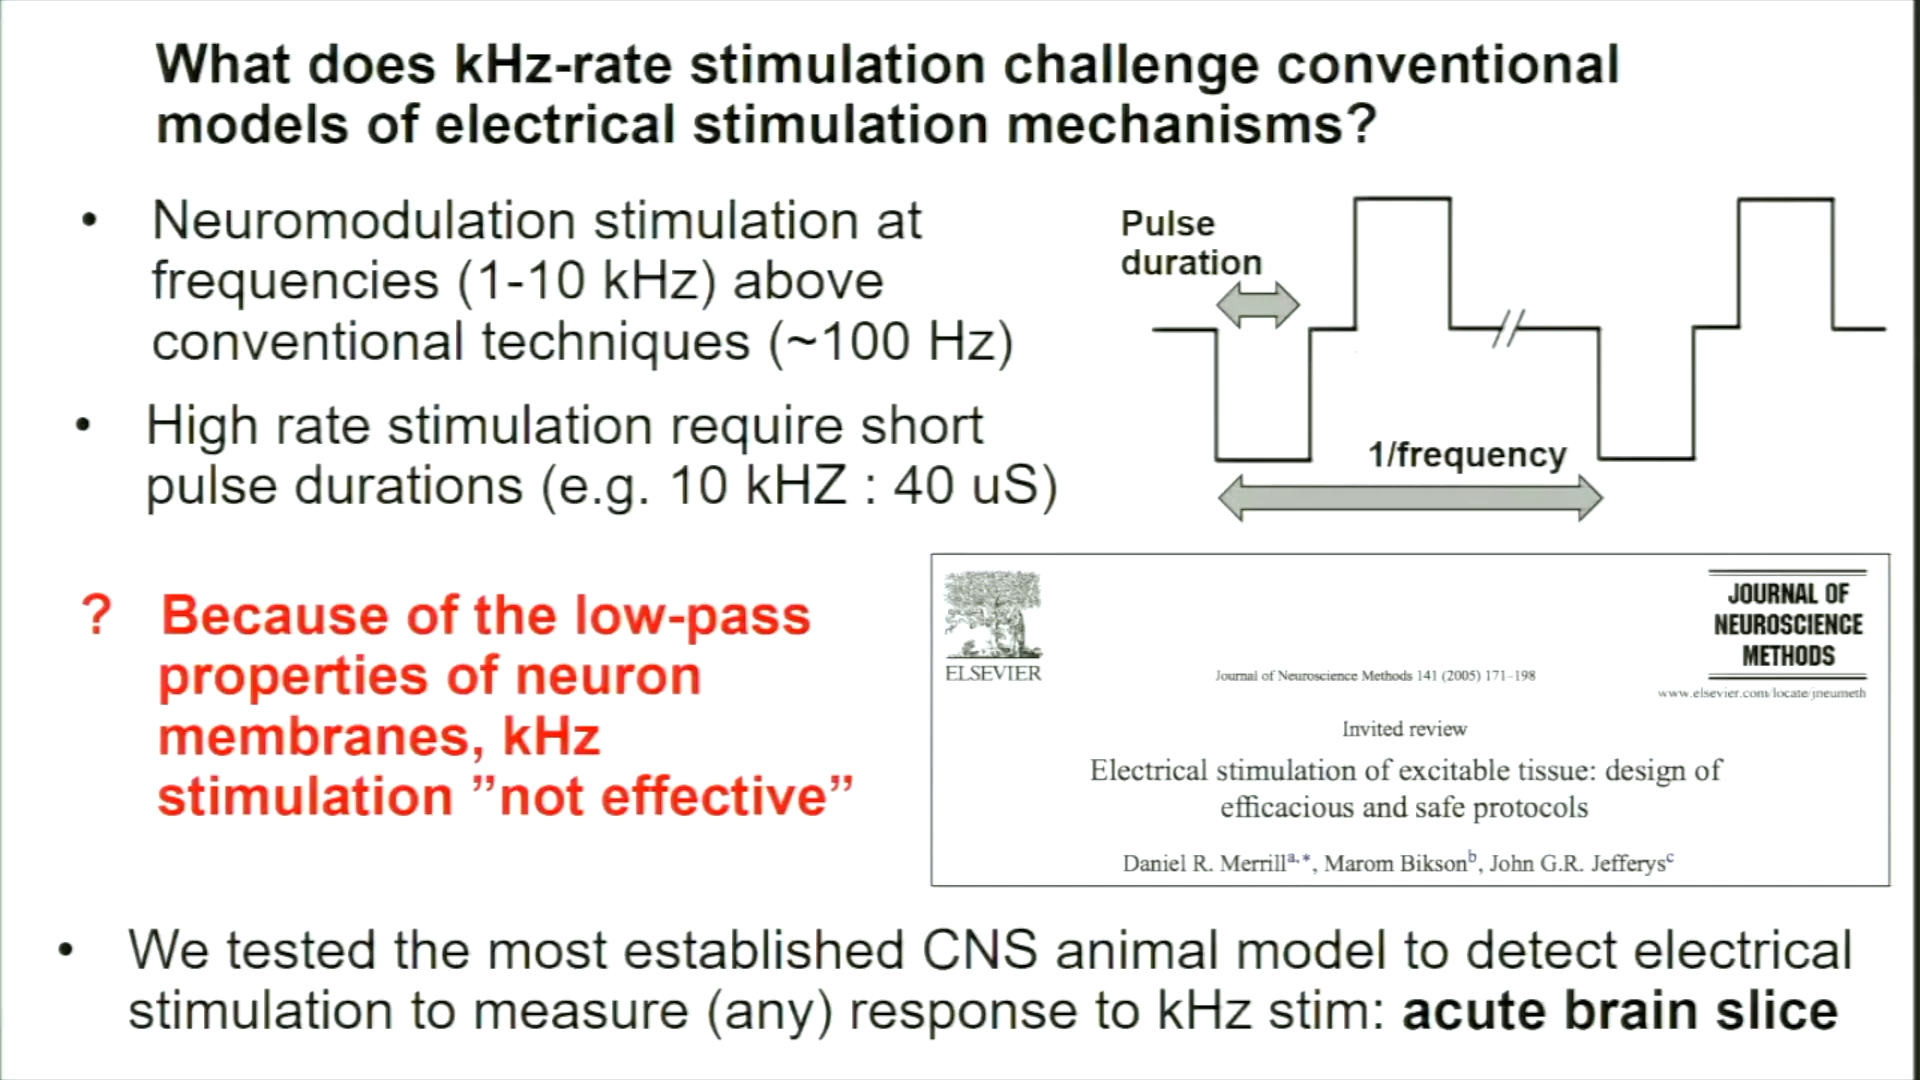 What does kHz-rate stimulation challenge conventional
models of electrical stimulation mechanisms?
• Neuromodulation stimulation at
frequencies (1-10 kHz) above
conventional techniques (~100 Hz)
• High rate stimulation require short
pulse durations (e.g. 10 kHZ : 40 uS)
Pulse
duration
1/frequency
? Because of the low-pass
properties of neuron
membranes, kHz
stimulation ”not effective”
ELSEVIER
JOURNAL OF
NEUROSCIENCE
METHODS
Journal of Neuroscience Methods 141 (2005) 171–198
www.elsevier.com/locate/jneumeth
Invited review
Electrical stimulation of excitable tissue: design of
efficacious and safe protocols
Daniel R. Merrill a,*, Marom Bikson b, John G.R. Jefferys c
• We tested the most established CNS animal model to detect electrical
stimulation to measure (any) response to kHz stim: acute brain slice